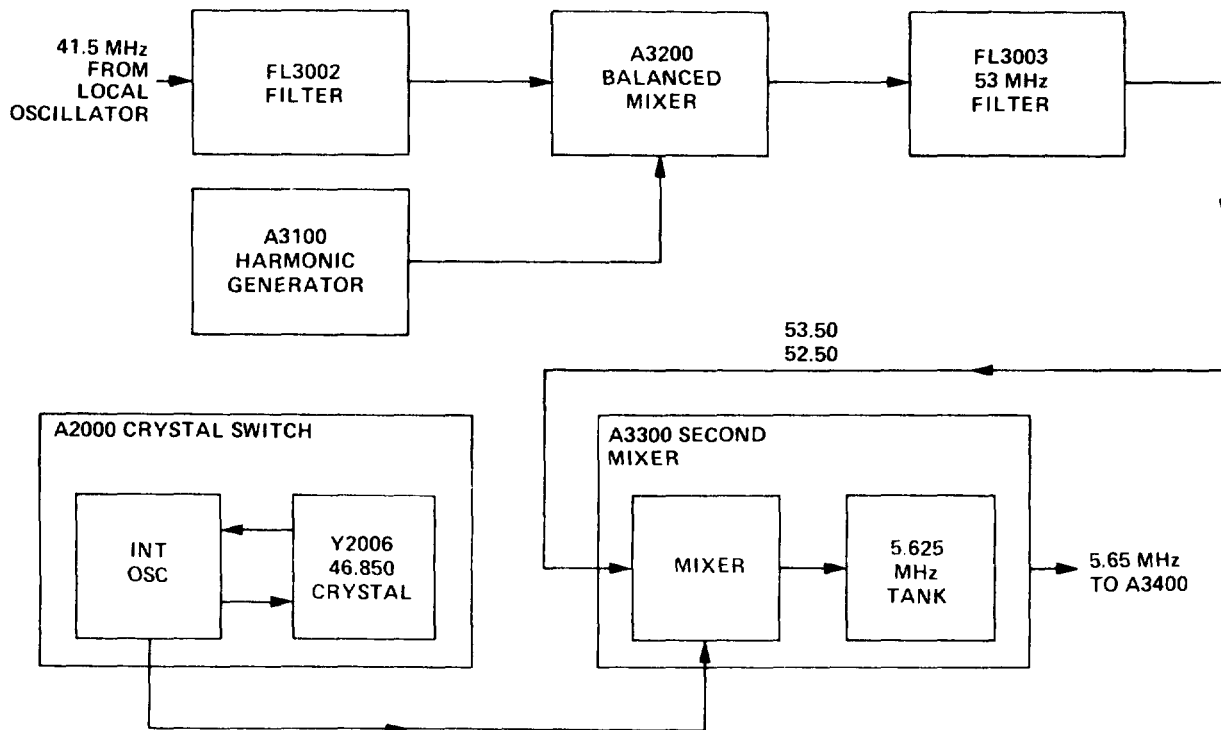 41.5 MHz
FROM
LOCAL
OSCILLATOR
FL3002
FILTER
A3200
BALANCED
MIXER
FL3003
53 MHz
FILTER
A3100
HARMONIC
GENERATOR
53.50
52.50
A2000 CRYSTAL SWITCH
INT
OSC
Y2006
46.850
CRYSTAL
A3300 SECOND
MIXER
MIXER
5.625
MHz
TANK
5.65 MHz
TO A3400